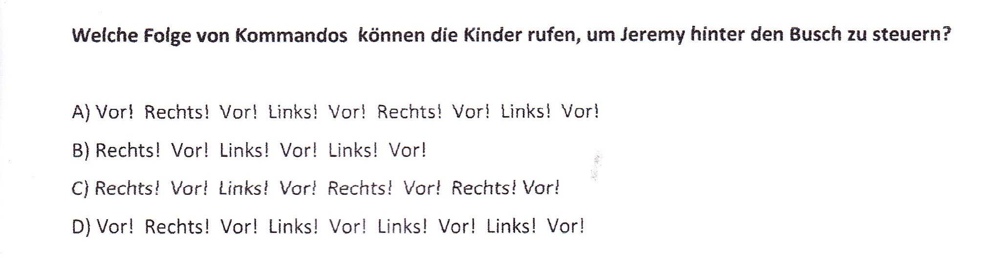 Welche Folge von Kommandos können die Kinder rufen, um Jeremy hinter den Busch zu steuern?
A) Vor! Rechts! Vor! Links! Vor! Rechts! Vor! Links! Vor!
B) Rechts! Vor! Links! Vor! Links! Vor!
C) Rechts! Vor! Links! Vor! Rechts! Vor! Rechts! Vor!
D) Vor! Rechts! Vor! Links! Vor! Links! Vor! Links! Vor!